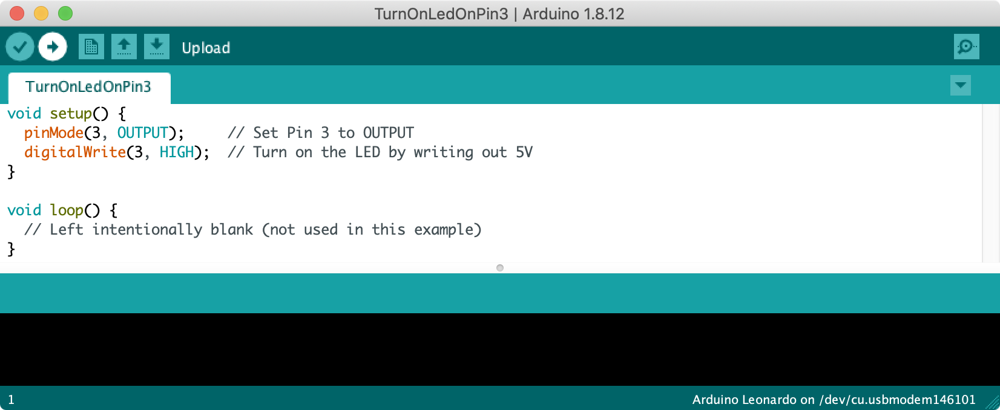 TurnOnLedOnPin3 | Arduino 1.8.12
Upload
TurnOnLedOnPin3
void setup() {
  pinMode(3, OUTPUT);     // Set Pin 3 to OUTPUT
  digitalWrite(3, HIGH);  // Turn on the LED by writing out 5V
}

void loop() {
  // Left intentionally blank (not used in this example)
}
1
Arduino Leonardo on /dev/cu.usbmodem146101